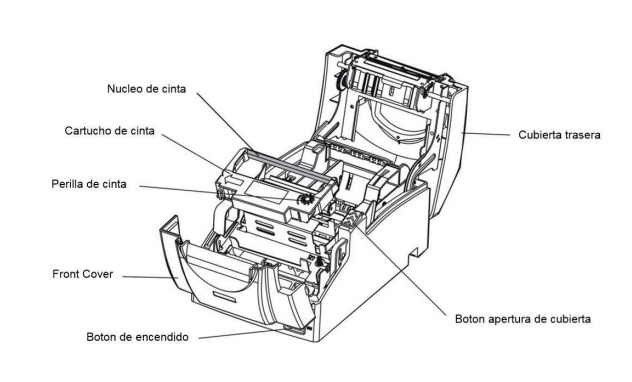 Nucleo de cinta
Cartucho de cinta
Cubierta trasera
Perilla de cinta
Front Cover
Boton apertura de cubierta
Boton de encendido